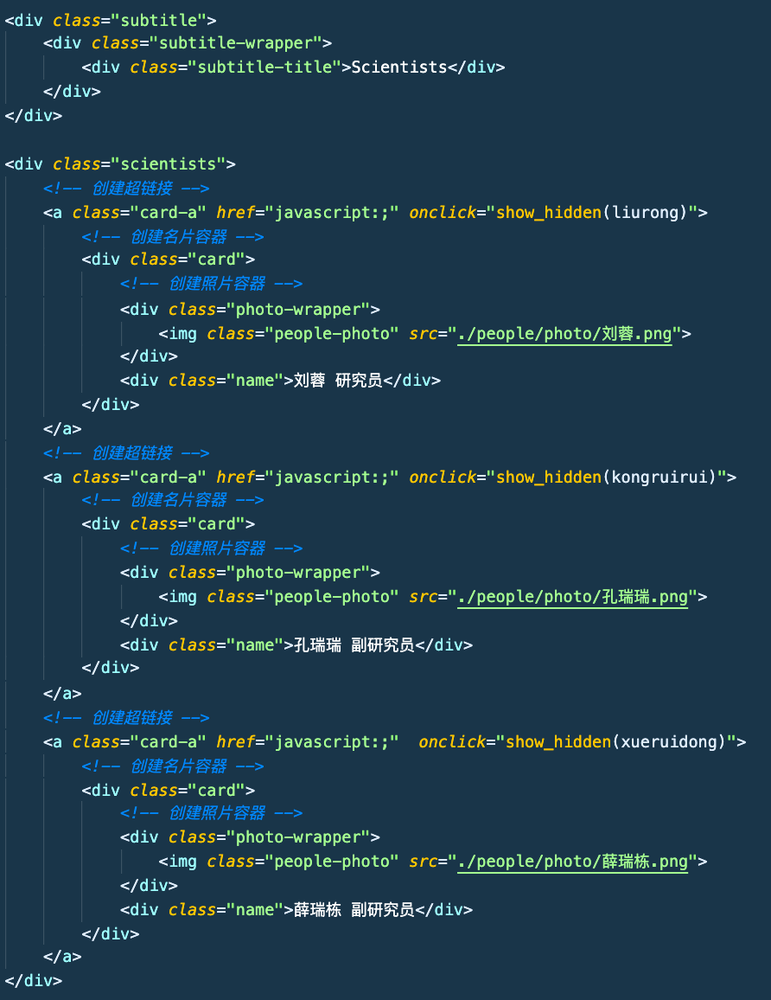 <div class="subtitle">
    <div class="subtitle-wrapper">
        <div class="subtitle-title">Scientists</div>
    </div>
</div>

<div class="scientists">
    <!-- 创建超链接 -->
    <a class="card-a" href="javascript:;" onclick="show_hidden(liurong)">
        <!-- 创建名片容器 -->
        <div class="card">
            <!-- 创建照片容器 -->
            <div class="photo-wrapper">
                <img class="people-photo" src="./people/photo/刘蓉.png">
            </div>
            <div class="name">刘蓉 研究员</div>
        </div>
    </a>
    <!-- 创建超链接 -->
    <a class="card-a" href="javascript:;" onclick="show_hidden(kongruirui)">
        <!-- 创建名片容器 -->
        <div class="card">
            <!-- 创建照片容器 -->
            <div class="photo-wrapper">
                <img class="people-photo" src="./people/photo/孔瑞瑞.png">
            </div>
            <div class="name">孔瑞瑞 副研究员</div>
        </div>
    </a>
    <!-- 创建超链接 -->
    <a class="card-a" href="javascript:;"  onclick="show_hidden(xueruidong)">
        <!-- 创建名片容器 -->
        <div class="card">
            <!-- 创建照片容器 -->
            <div class="photo-wrapper">
                <img class="people-photo" src="./people/photo/薛瑞栋.png">
            </div>
            <div class="name">薛瑞栋 副研究员</div>
        </div>
    </a>
</div>